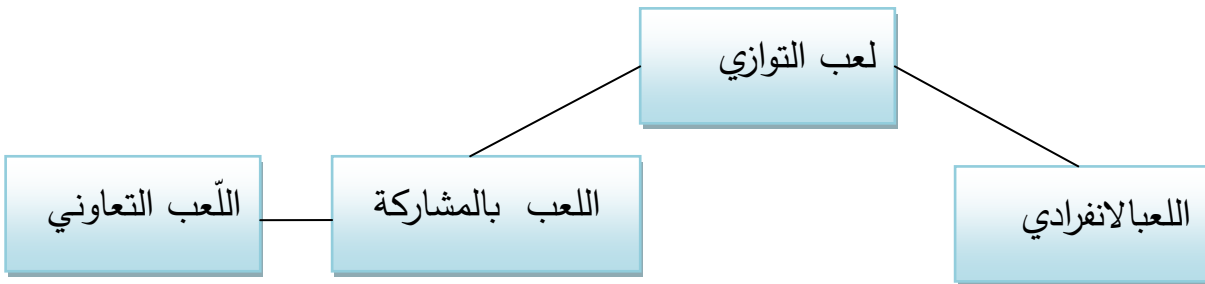 لعب التوازي
اللعبالانفرادي
اللعب بالمشاركة
اللّعب التعاوني